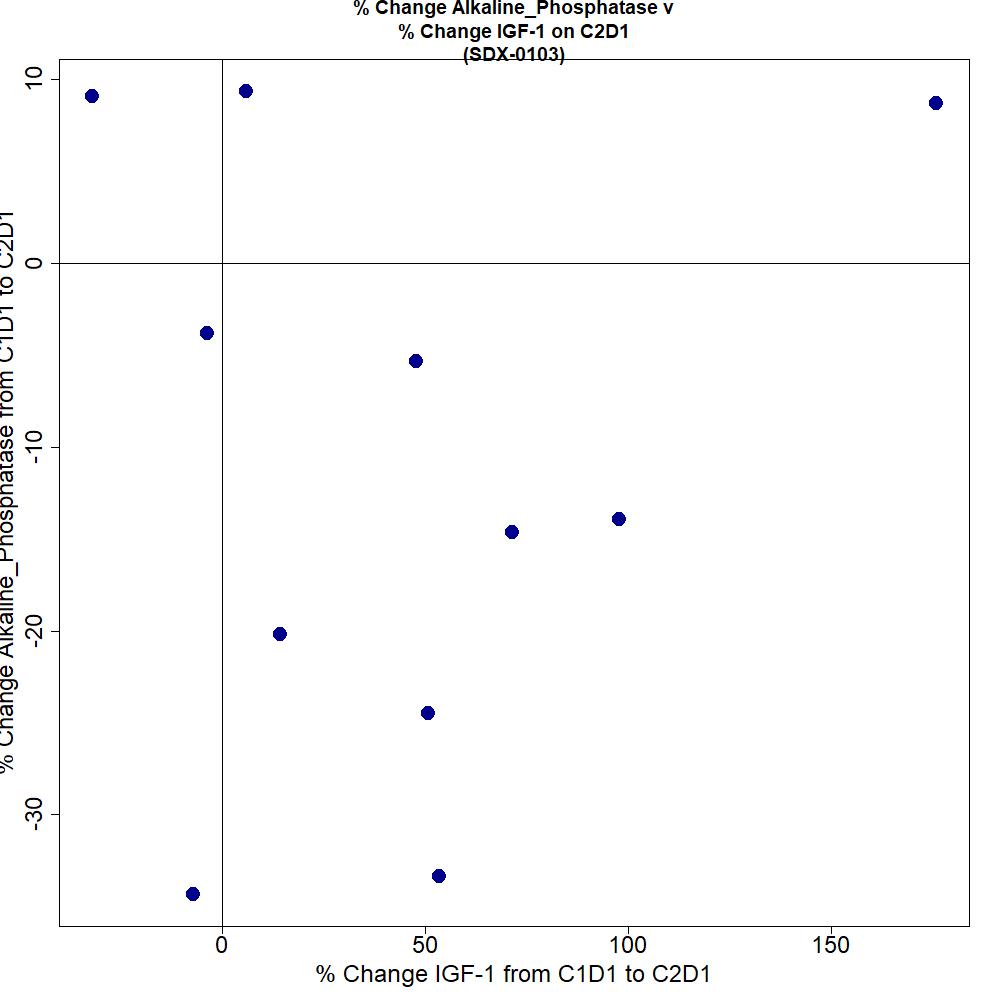 % Change Alkaline_Phosphatase v
% Change IGF-1 on C2D1
(SDX-0103)
% Change Alkaline_Phosphatase from C1D1 to C2D1
10
0
-10
-20
-30
0
50
100
150
% Change IGF-1 from C1D1 to C2D1